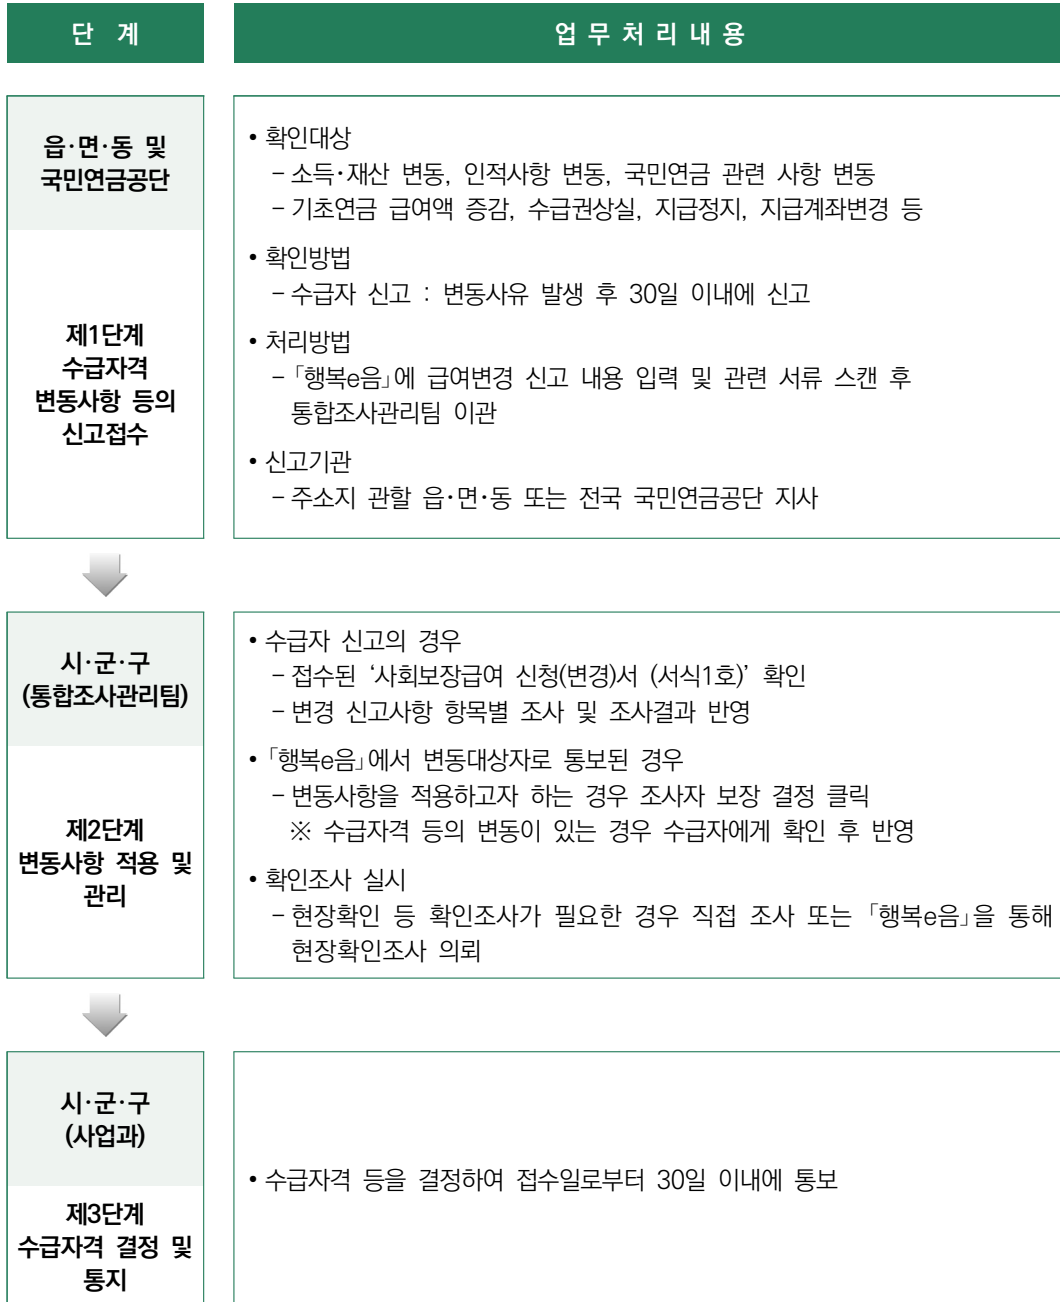 단 계
업 무 처 리 내 용
읍·면·동 및
국민연금공단
제1단계
수급자격
변동사항 등의
신고접수
• 확인대상
– 소득·재산 변동, 인적사항 변동, 국민연금 관련 사항 변동
– 기초연금 급여액 증감, 수급권상실, 지급정지, 지급계좌변경 등
• 확인방법
– 수급자 신고 : 변동사유 발생 후 30일 이내에 신고
• 처리방법
– 「행복e음」에 급여변경 신고 내용 입력 및 관련 서류 스캔 후
통합조사관리팀 이관
• 신고기관
– 주소지 관할 읍·면·동 또는 전국 국민연금공단 지사
시·군·구
(통합조사관리팀)
제2단계
변동사항 적용 및
관리
• 수급자 신고의 경우
– 접수된 ‘사회보장급여 신청(변경)서 (서식1호)’ 확인
– 변경 신고사항 항목별 조사 및 조사결과 반영
• 「행복e음」에서 변동대상자로 통보된 경우
– 변동사항을 적용하고자 하는 경우 조사자 보장 결정 클릭
※ 수급자격 등의 변동이 있는 경우 수급자에게 확인 후 반영
• 확인조사 실시
– 현장확인 등 확인조사가 필요한 경우 직접 조사 또는 「행복e음」을 통해
현장확인조사 의뢰
시·군·구
(사업과)
제3단계
수급자격 결정 및
통지
• 수급자격 등을 결정하여 접수일로부터 30일 이내에 통보